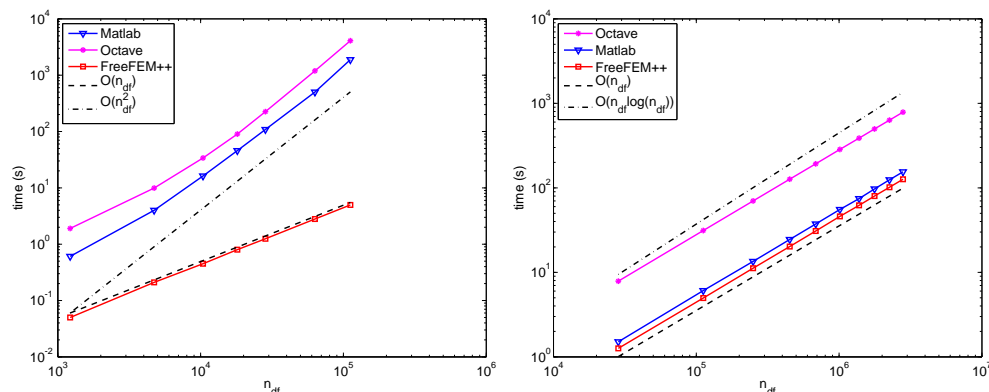 Matlab
Octave
FreeFEM++
O(n_df)
O(n_df^2)
time (s)
10^4
10^3
10^2
10^1
10^0
10^-1
10^-2
10^3 10^4 10^5 10^6
n_df
Octave
Matlab
FreeFEM++
O(n_df)
O(n_df log(n_df))
time (s)
10^4
10^3
10^2
10^1
10^0
10^4 10^5 10^6 10^7
n_df